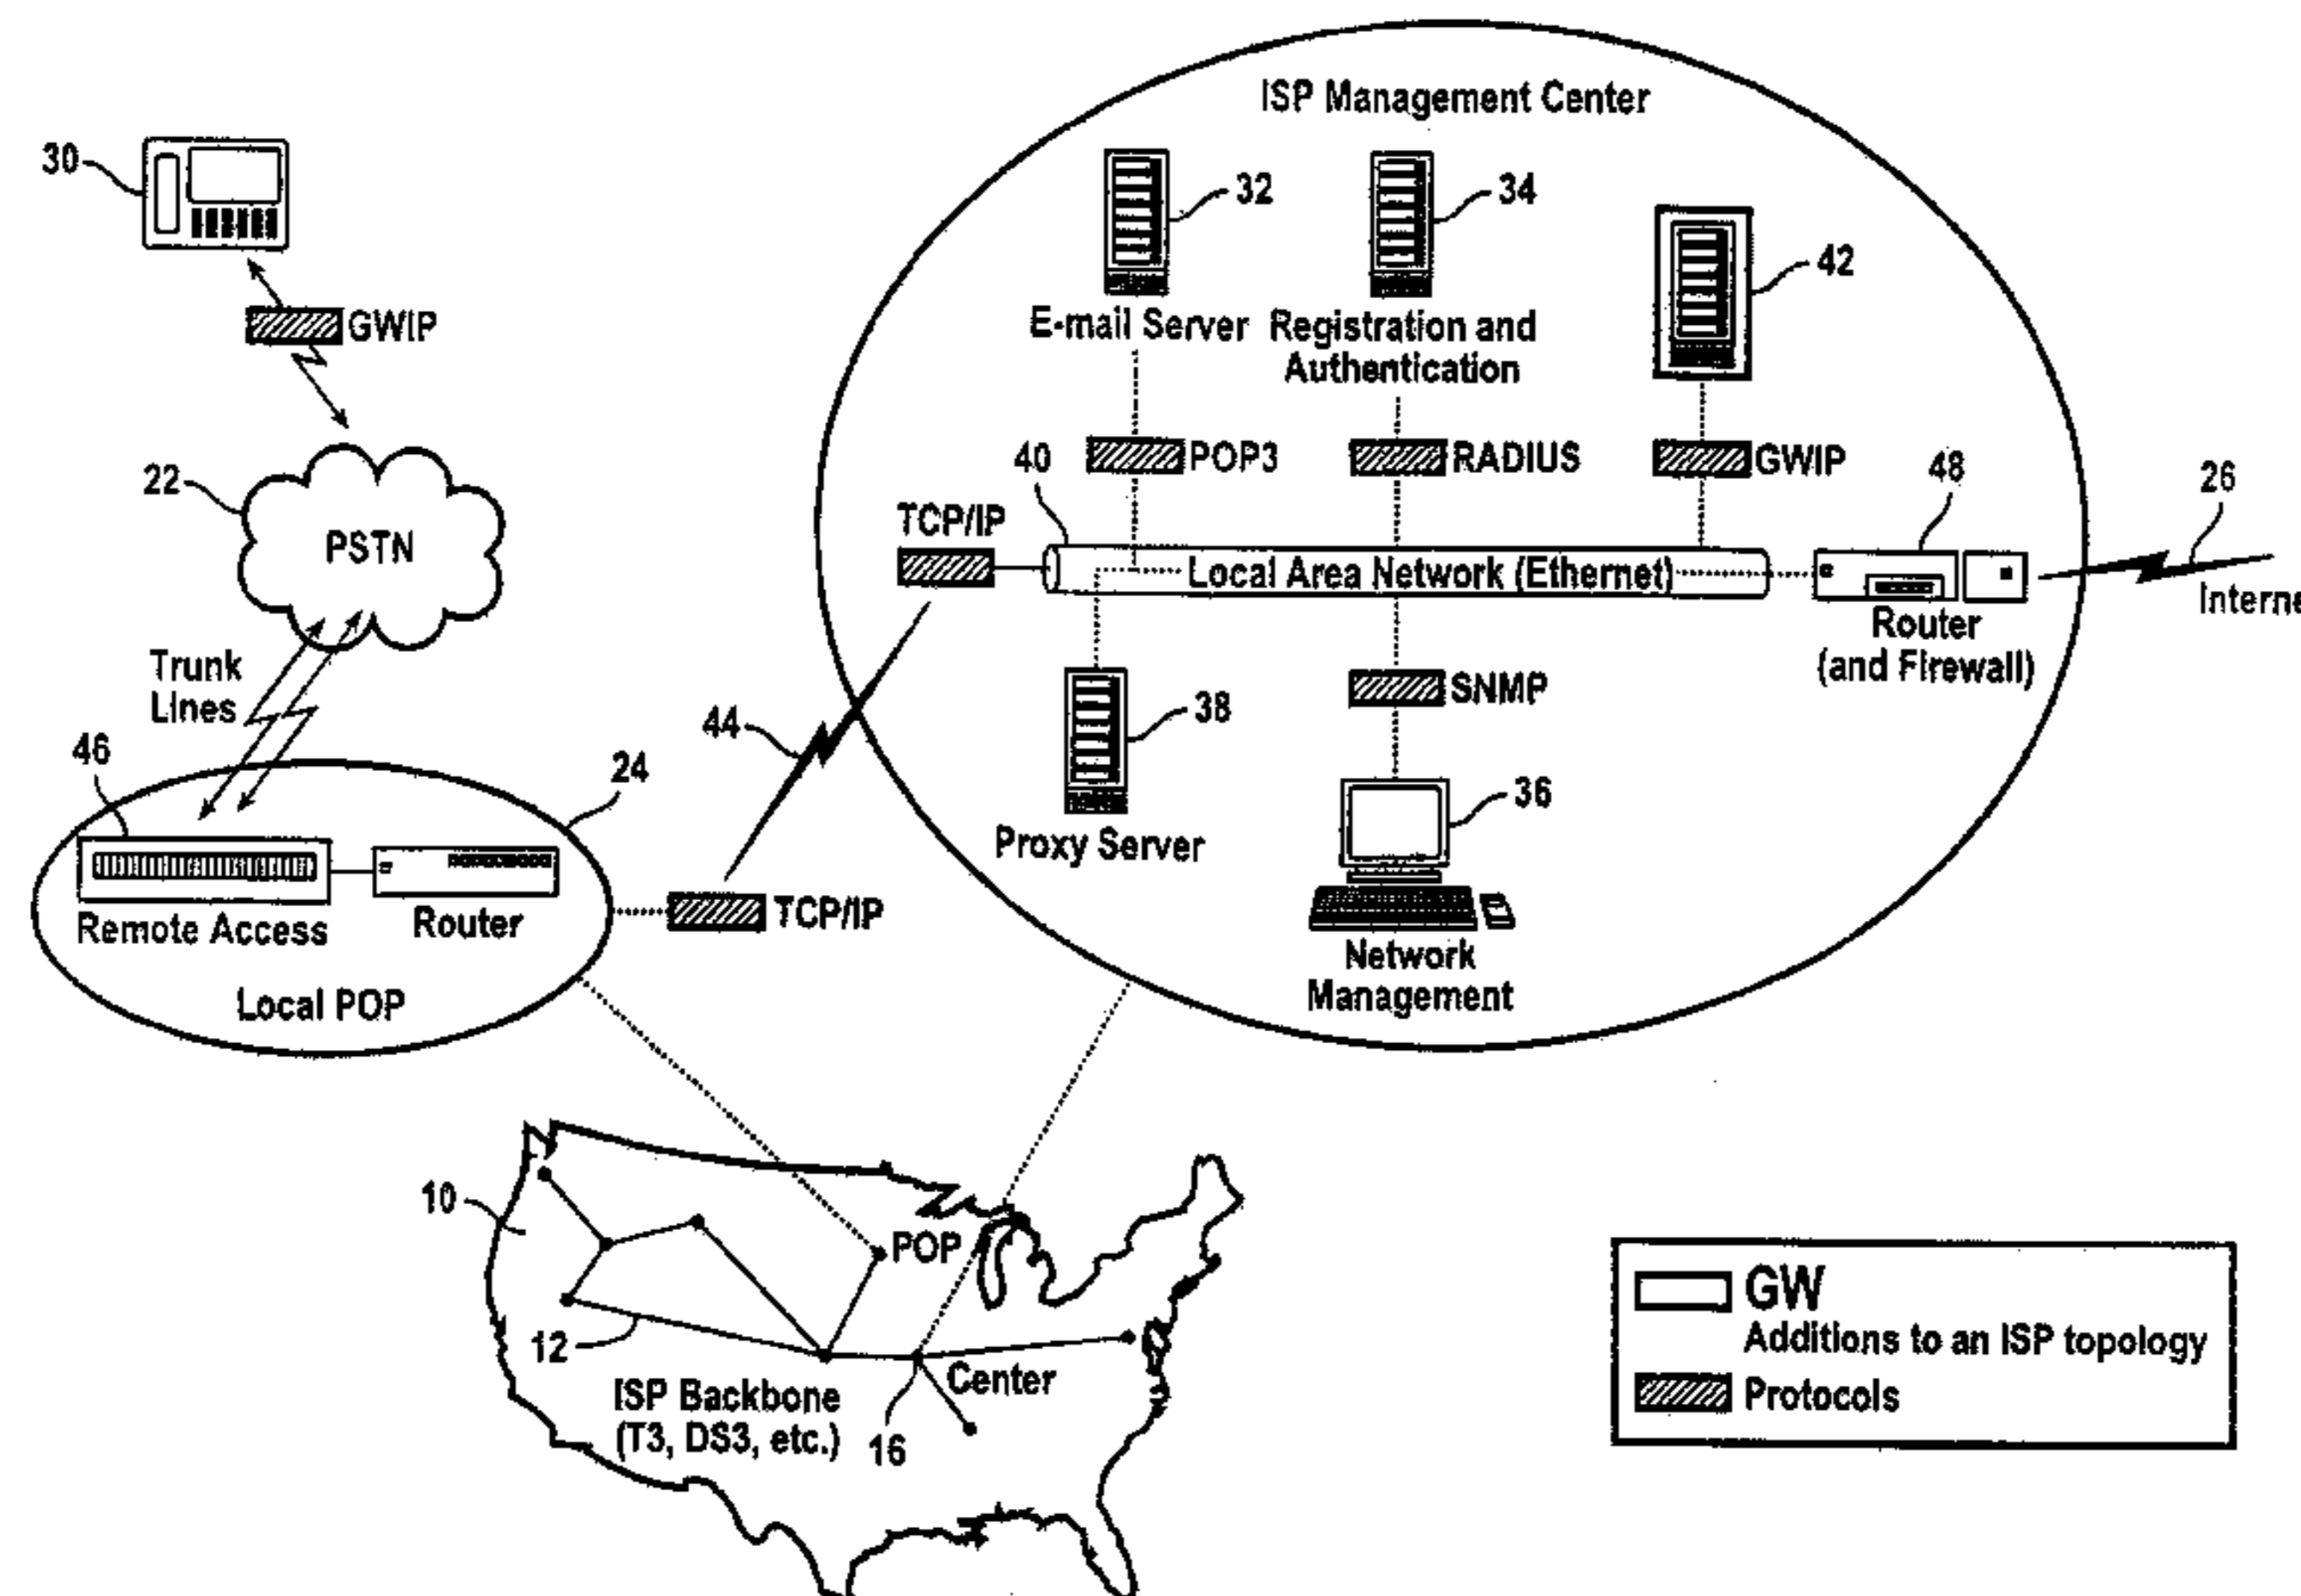 ISP Management Center
30
32
34
42
GWIP
E-mail Server
Registration and
Authentication
22
PSTN
40
POP3
RADIUS
GWIP
48
26
TCP/IP
Local Area Network (Ethernet)
Router
(and Firewall)
Trunk
Lines
46
24
44
38
SNMP
36
Proxy Server
Remote Access
Router
TCP/IP
Local POP
Network
Management
10
POP
12
ISP Backbone
(T3, DS3, etc.)
16
Center
GW
Additions to an ISP topology
Protocols